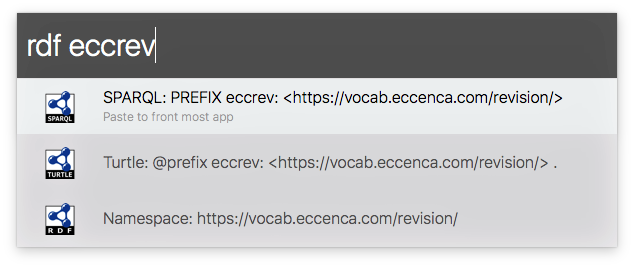 rdf eccrev
SPARQL: PREFIX eccrev: <https://vocab.eccenca.com/revision/>
Paste to front most app
SPARQL
Turtle: @prefix eccrev: <https://vocab.eccenca.com/revision/> .
TURTLE
Namespace: https://vocab.eccenca.com/revision/
RDF